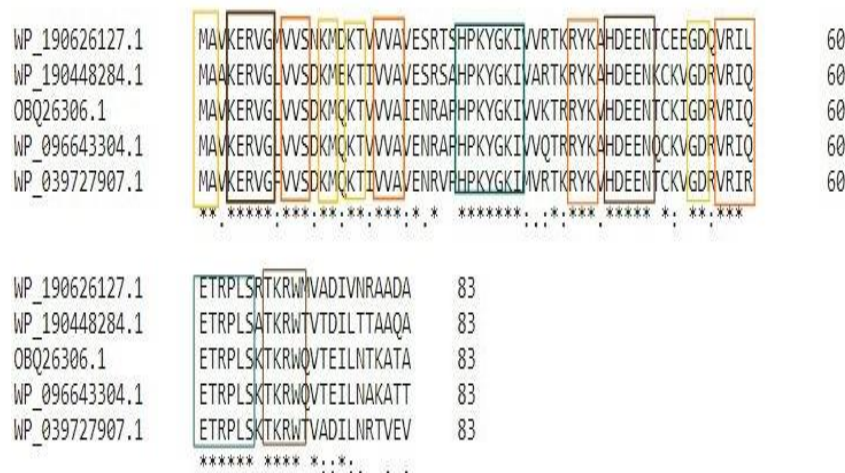 WP_190626127.1 MAVKERVGMVVSNKMDKTVVVAVESRTSHPKYGKIVVRTKRYKAHDEENTCEEGDQVRIL 60
WP_190448284.1 MAAKERVGLVVSDKMEKTVVVAVESRSAHPKYGKIVARTKRYKAHDEENKCKVGDRVRIQ 60
OBQ26306.1 MAVKERVGLVVSDKMQKTVVVAIENRAPHPKYGKIVVKTRRYKAHDEENTCKIGDRVRIQ 60
WP_096643304.1 MAVKERVGLVVSDKMQKTVVVAVENRAPHPKYGKIVVQTRRYKAHDEENQCKVGDRVRIQ 60
WP_039727907.1 MAVKERVGFVVSDKMQKTIVVAVENRVPHPKYGKIMVRTKRYKVHDEENTCKVGDRVRIR 60
**.*****:***:**:**:***:*.*  *******:.:*:***.***** *: **:***
WP_190626127.1 ETRPLSRTKRWMVADIVNRAADA 83
WP_190448284.1 ETRPLSATKRWTVTDILTTAAQA 83
OBQ26306.1 ETRPLSKTKRWQVTEILNTKATA 83
WP_096643304.1 ETRPLSKTKRWQVTEILNAKATT 83
WP_039727907.1 ETRPLSKTKRWTVADILNRTVEV 83
****** **** *::*:.  . .